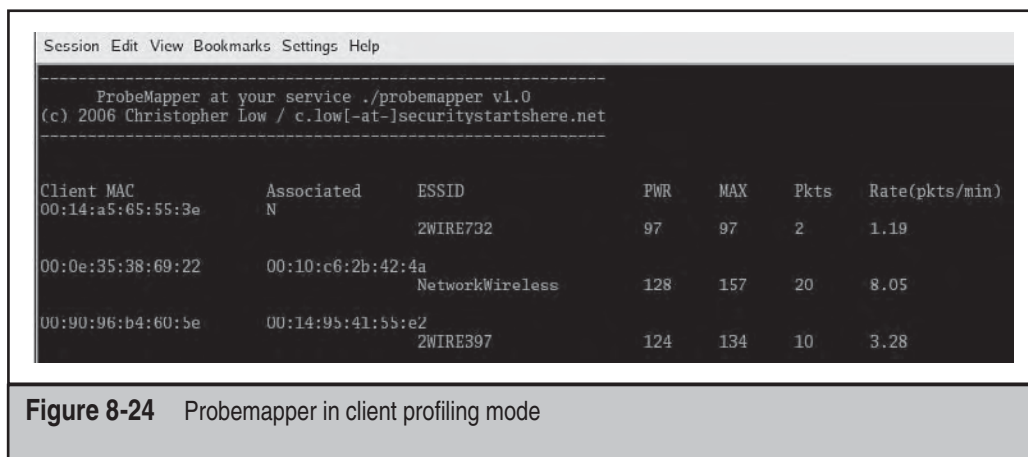 Session Edit View Bookmarks Settings Help
------------------------------------------------------------
ProbeMapper at your service ./probemapper v1.0
(c) 2006 Christopher Low / c.low[-at-]securitystartshere.net
------------------------------------------------------------
Client MAC Associated ESSID PWR MAX Pkts Rate(pkts/min)
00:14:a5:65:55:3e N
2WIRE732 97 97 2 1.19
00:0e:35:38:69:22 00:10:c6:2b:42:4a
NetworkWireless 128 157 20 8.05
00:90:96:b4:60:5e 00:14:95:41:55:e2
2WIRE397 124 134 10 3.28
Figure 8-24 Probemapper in client profiling mode